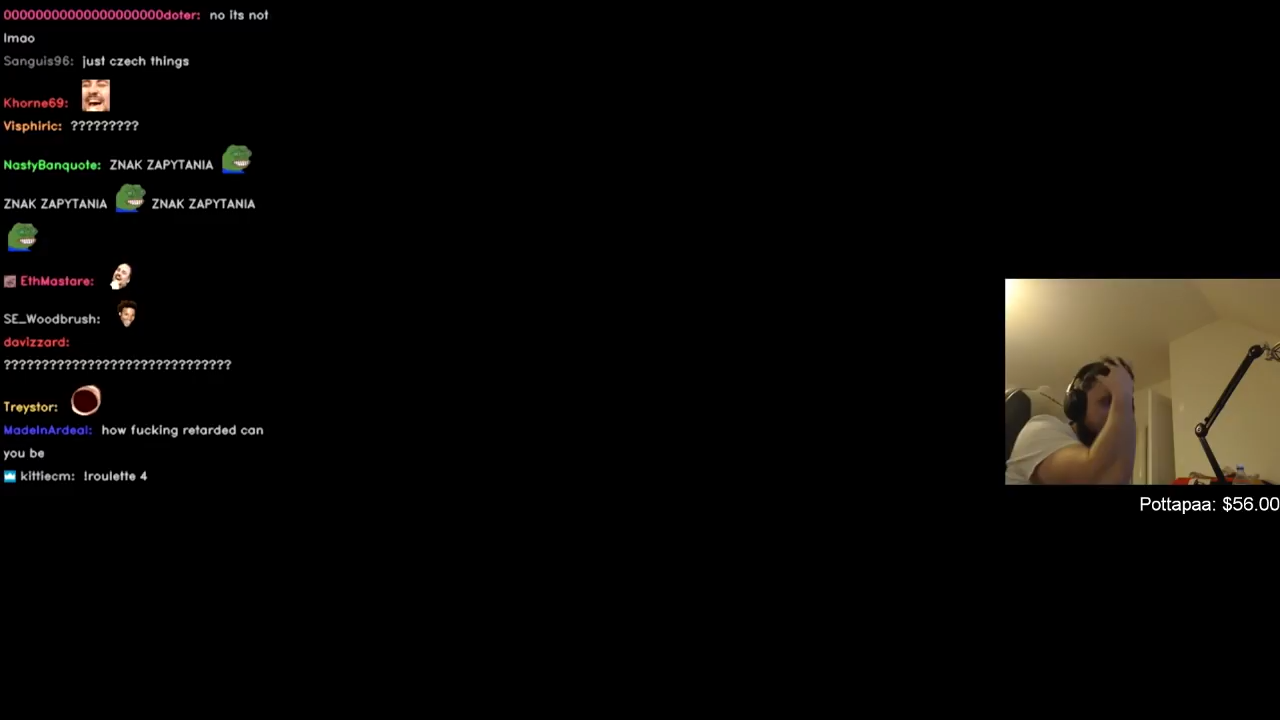 00000000000000000000doter: no its not
lmao
Sanguis96: just czech things
Khorne69:
Visphiric: ?????????
NastyBanquote: ZNAK ZAPYTANIA
ZNAK ZAPYTANIA ZNAK ZAPYTANIA
EthMastare:
SE_Woodbrush:
davizzard:
??????????????????????????????
Treystor:
MadeInArdeal: how fucking retarded can
you be
kittiecm: !roulette 4
Pottapaa: $56.00